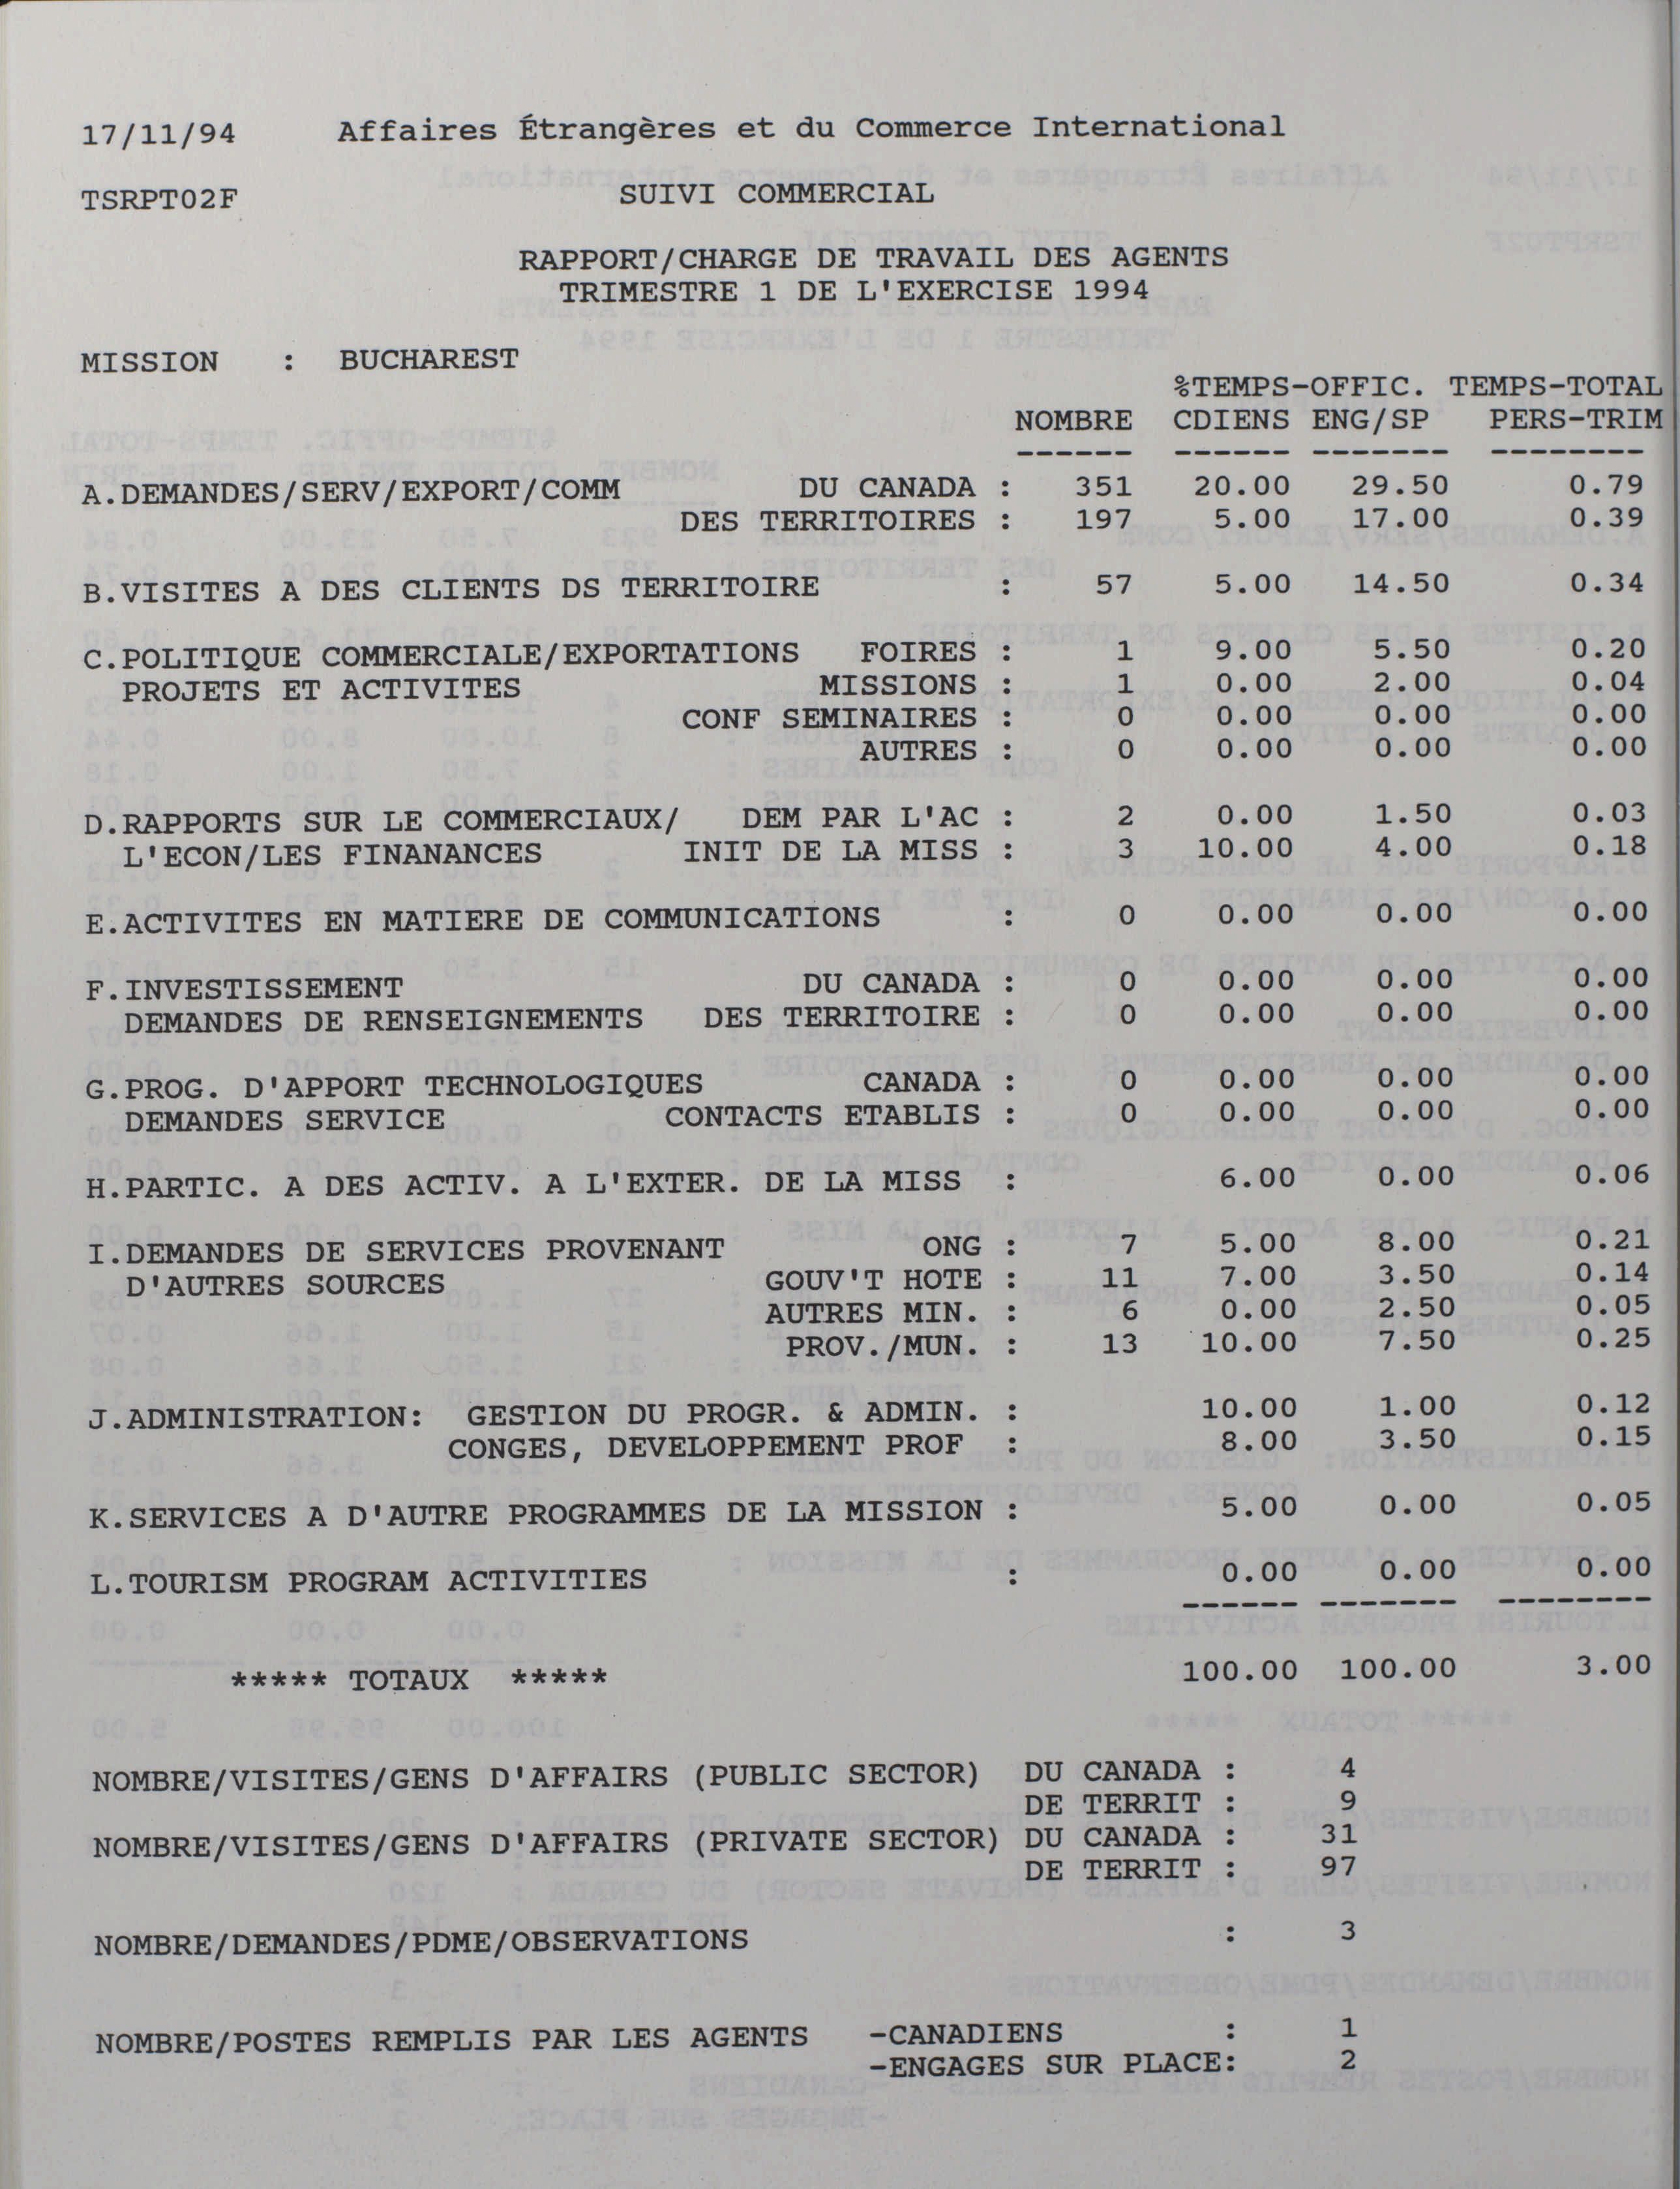 17/11/94 Affaires Étrangères et du Commerce International
TSRPT02F SUIVI COMMERCIAL
RAPPORT/CHARGE DE TRAVAIL DES AGENTS
TRIMESTRE 1 DE L'EXERCISE 1994
MISSION : BUCHAREST
%TEMPS-OFFIC. TEMPS-TOTAL
NOMBRE CDIENS ENG/SP PERS-TRIM
------ ------ ------- --------
A.DEMANDES/SERV/EXPORT/COMM DU CANADA : 351 20.00 29.50 0.79
DES TERRITOIRES : 197 5.00 17.00 0.39
B.VISITES A DES CLIENTS DS TERRITOIRE : 57 5.00 14.50 0.34
C.POLITIQUE COMMERCIALE/EXPORTATIONS FOIRES : 1 9.00 5.50 0.20
PROJETS ET ACTIVITES MISSIONS : 1 0.00 2.00 0.04
CONF SEMINAIRES : 0 0.00 0.00 0.00
AUTRES : 0 0.00 0.00 0.00
D.RAPPORTS SUR LE COMMERCIAUX/ DEM PAR L'AC : 2 0.00 1.50 0.03
L'ECON/LES FINANANCES INIT DE LA MISS : 3 10.00 4.00 0.18
E.ACTIVITES EN MATIERE DE COMMUNICATIONS : 0 0.00 0.00 0.00
F.INVESTISSEMENT DU CANADA : 0 0.00 0.00 0.00
DEMANDES DE RENSEIGNEMENTS DES TERRITOIRE : 0 0.00 0.00 0.00
G.PROG. D'APPORT TECHNOLOGIQUES CANADA : 0 0.00 0.00 0.00
DEMANDES SERVICE CONTACTS ETABLIS : 0 0.00 0.00 0.00
H.PARTIC. A DES ACTIV. A L'EXTER. DE LA MISS : 6.00 0.00 0.06
I.DEMANDES DE SERVICES PROVENANT ONG : 7 5.00 8.00 0.21
D'AUTRES SOURCES GOUV'T HOTE : 11 7.00 3.50 0.14
AUTRES MIN. : 6 0.00 2.50 0.05
PROV./MUN. : 13 10.00 7.50 0.25
J.ADMINISTRATION: GESTION DU PROGR. & ADMIN. : 10.00 1.00 0.12
CONGES, DEVELOPPEMENT PROF : 8.00 3.50 0.15
K.SERVICES A D'AUTRE PROGRAMMES DE LA MISSION : 5.00 0.00 0.05
L.TOURISM PROGRAM ACTIVITIES : 0.00 0.00 0.00
------ ------- --------
***** TOTAUX ***** 100.00 100.00 3.00
NOMBRE/VISITES/GENS D'AFFAIRS (PUBLIC SECTOR) DU CANADA : 4
DE TERRIT : 9
NOMBRE/VISITES/GENS D'AFFAIRS (PRIVATE SECTOR) DU CANADA : 31
DE TERRIT : 97
NOMBRE/DEMANDES/PDME/OBSERVATIONS : 3
NOMBRE/POSTES REMPLIS PAR LES AGENTS -CANADIENS : 1
-ENGAGES SUR PLACE: 2